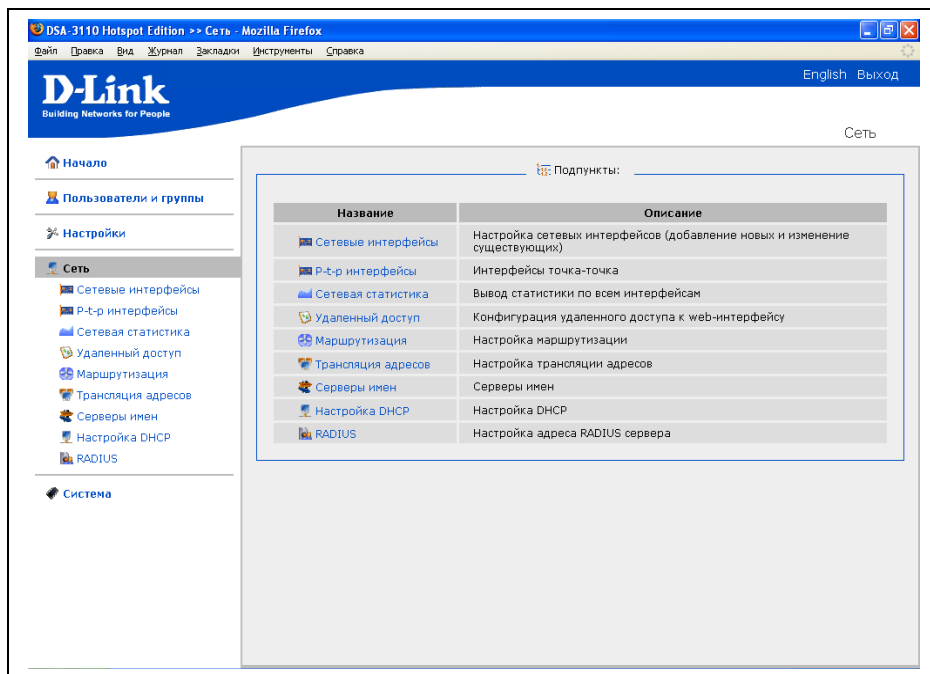 DSA-3110 Hotspot Edition >> Сеть - Mozilla Firefox
Файл Правка Вид Журнал Закладки Инструменты Справка
English Выход
D-Link
Building Networks for People
Сеть
Начало
Пользователи и группы
Настройки
Сеть
Сетевые интерфейсы
P-t-p интерфейсы
Сетевая статистика
Удаленный доступ
Маршрутизация
Трансляция адресов
Серверы имен
Настройка DHCP
RADIUS
Система
Подпункты:
Название Описание
Сетевые интерфейсы Настройка сетевых интерфейсов (добавление новых и изменение
существующих)
P-t-p интерфейсы Интерфейсы точка-точка
Сетевая статистика Вывод статистики по всем интерфейсам
Удаленный доступ Конфигурация удаленного доступа к web-интерфейсу
Маршрутизация Настройка маршрутизации
Трансляция адресов Настройка трансляции адресов
Серверы имен Серверы имен
Настройка DHCP Настройка DHCP
RADIUS Настройка адреса RADIUS сервера